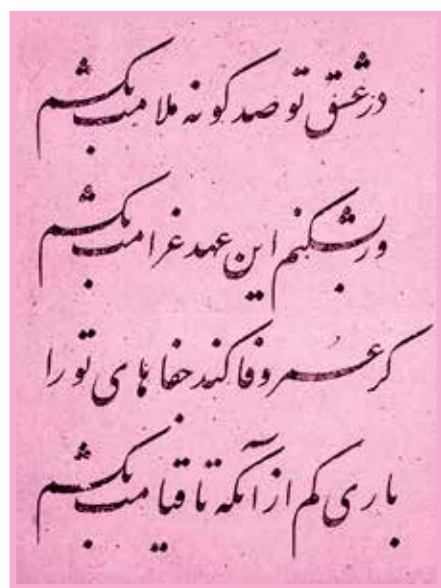 در عشق تو صد گونه ملامت بکشم
ور بشکنم این عهد غرامت بکشم
گر عمر وفا کند جفاهای تو را
باری کم از آنکه تا قیامت بکشم